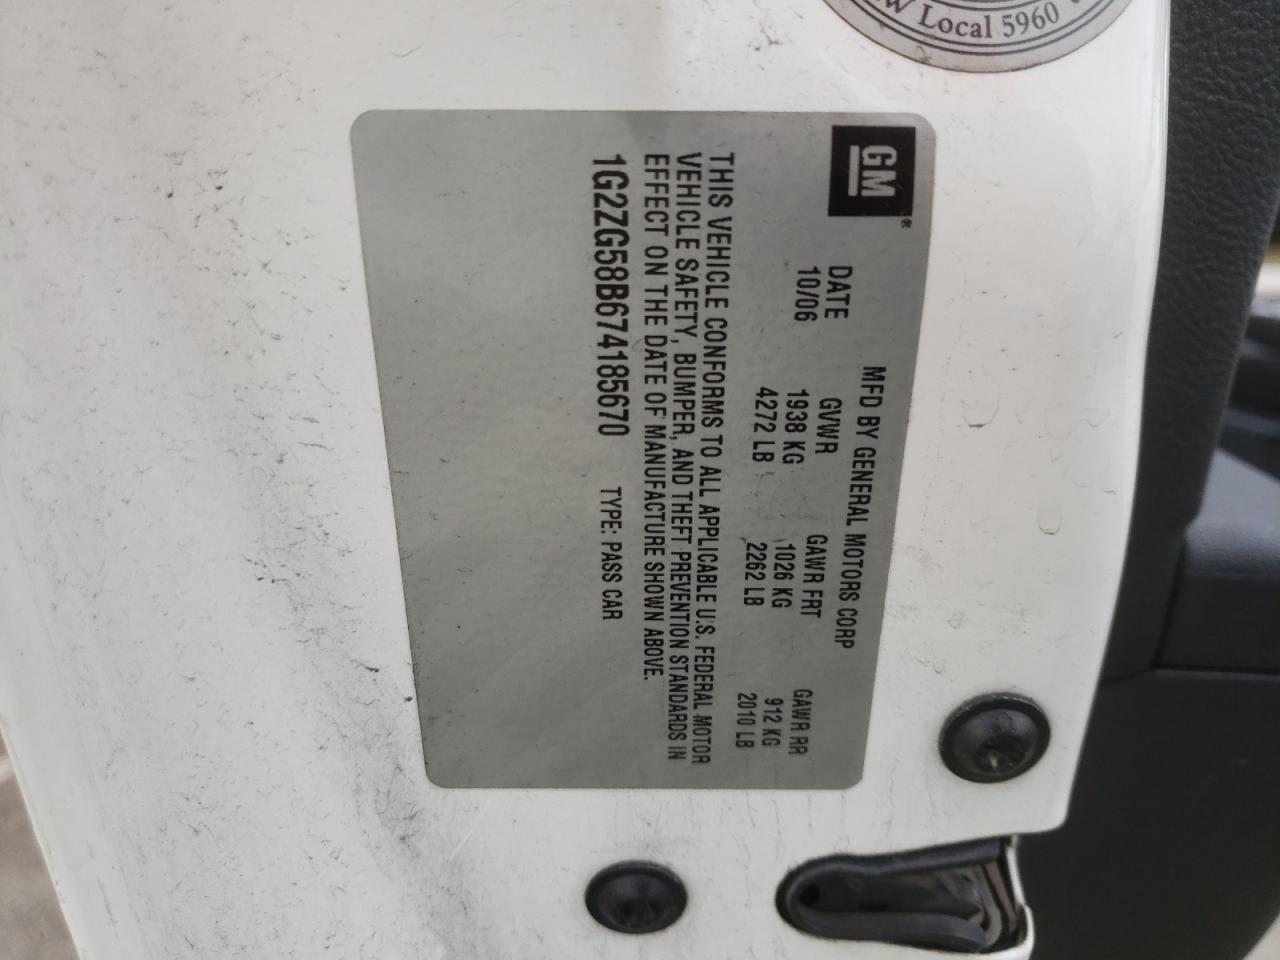 W Local 5960
GM®
MFD BY GENERAL MOTORS CORP
DATE GVWR GAWR FRT GAWR RR
10/06 1938 KG 1026 KG 912 KG
4272 LB 2262 LB 2010 LB
THIS VEHICLE CONFORMS TO ALL APPLICABLE U.S. FEDERAL MOTOR
VEHICLE SAFETY, BUMPER, AND THEFT PREVENTION STANDARDS IN
EFFECT ON THE DATE OF MANUFACTURE SHOWN ABOVE.
1G2ZG58B674185670 TYPE: PASS CAR